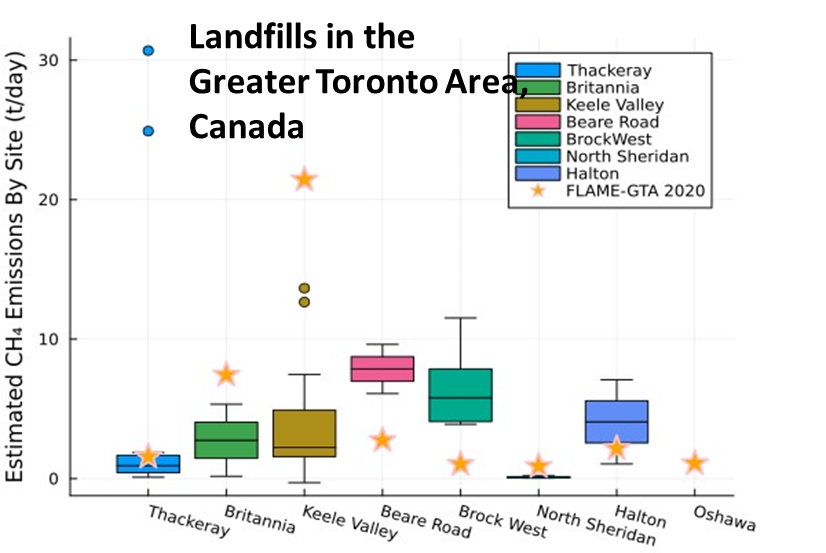 Landfills in the
Greater Toronto Area,
Canada
Estimated CH₄ Emissions By Site (t/day)
30
20
10
0
Thackeray
Britannia
Keele Valley
Beare Road
BrockWest
North Sheridan
Halton
FLAME-GTA 2020
Thackeray
Britannia
Keele Valley
Beare Road
Brock West
North Sheridan
Halton
Oshawa